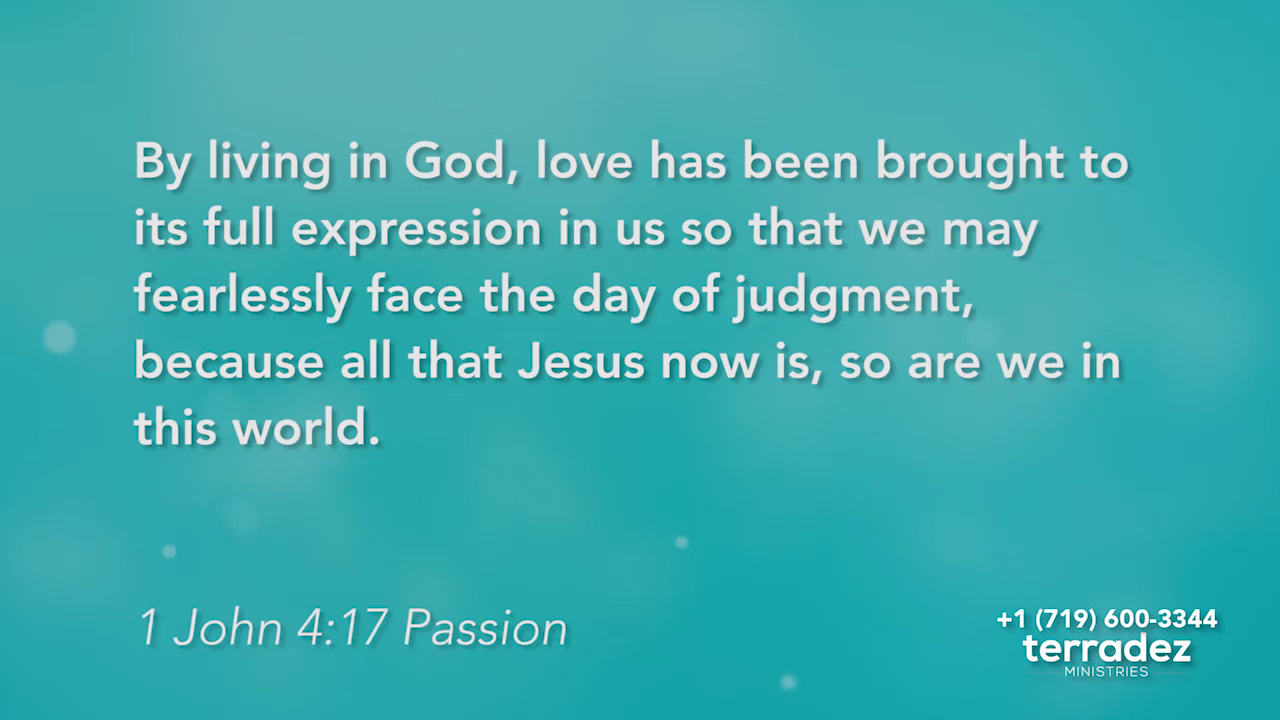 By living in God, love has been brought to
its full expression in us so that we may
fearlessly face the day of judgment,
because all that Jesus now is, so are we in
this world.
1 John 4:17 Passion
+1 (719) 600-3344
terradez
MINISTRIES